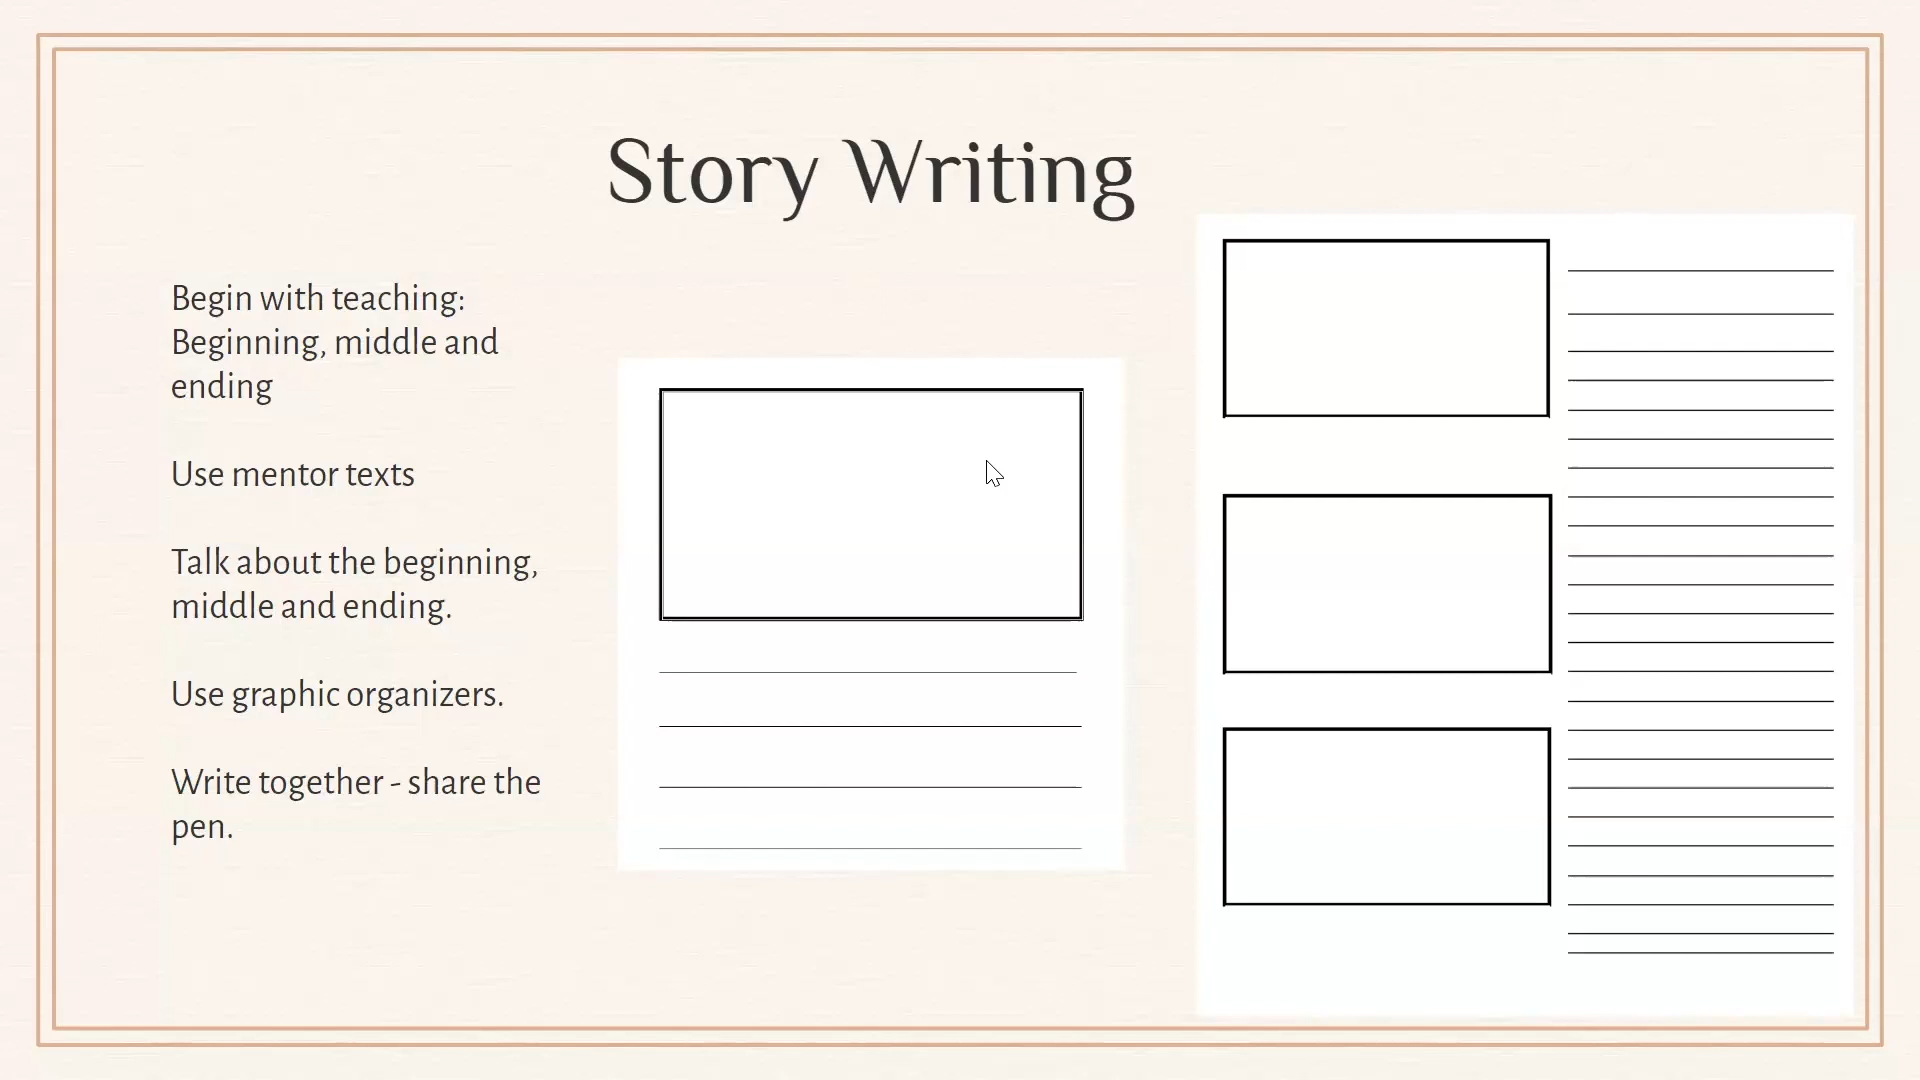 Story Writing
Begin with teaching:
Beginning, middle and
ending
Use mentor texts
Talk about the beginning,
middle and ending.
Use graphic organizers.
Write together - share the
pen.